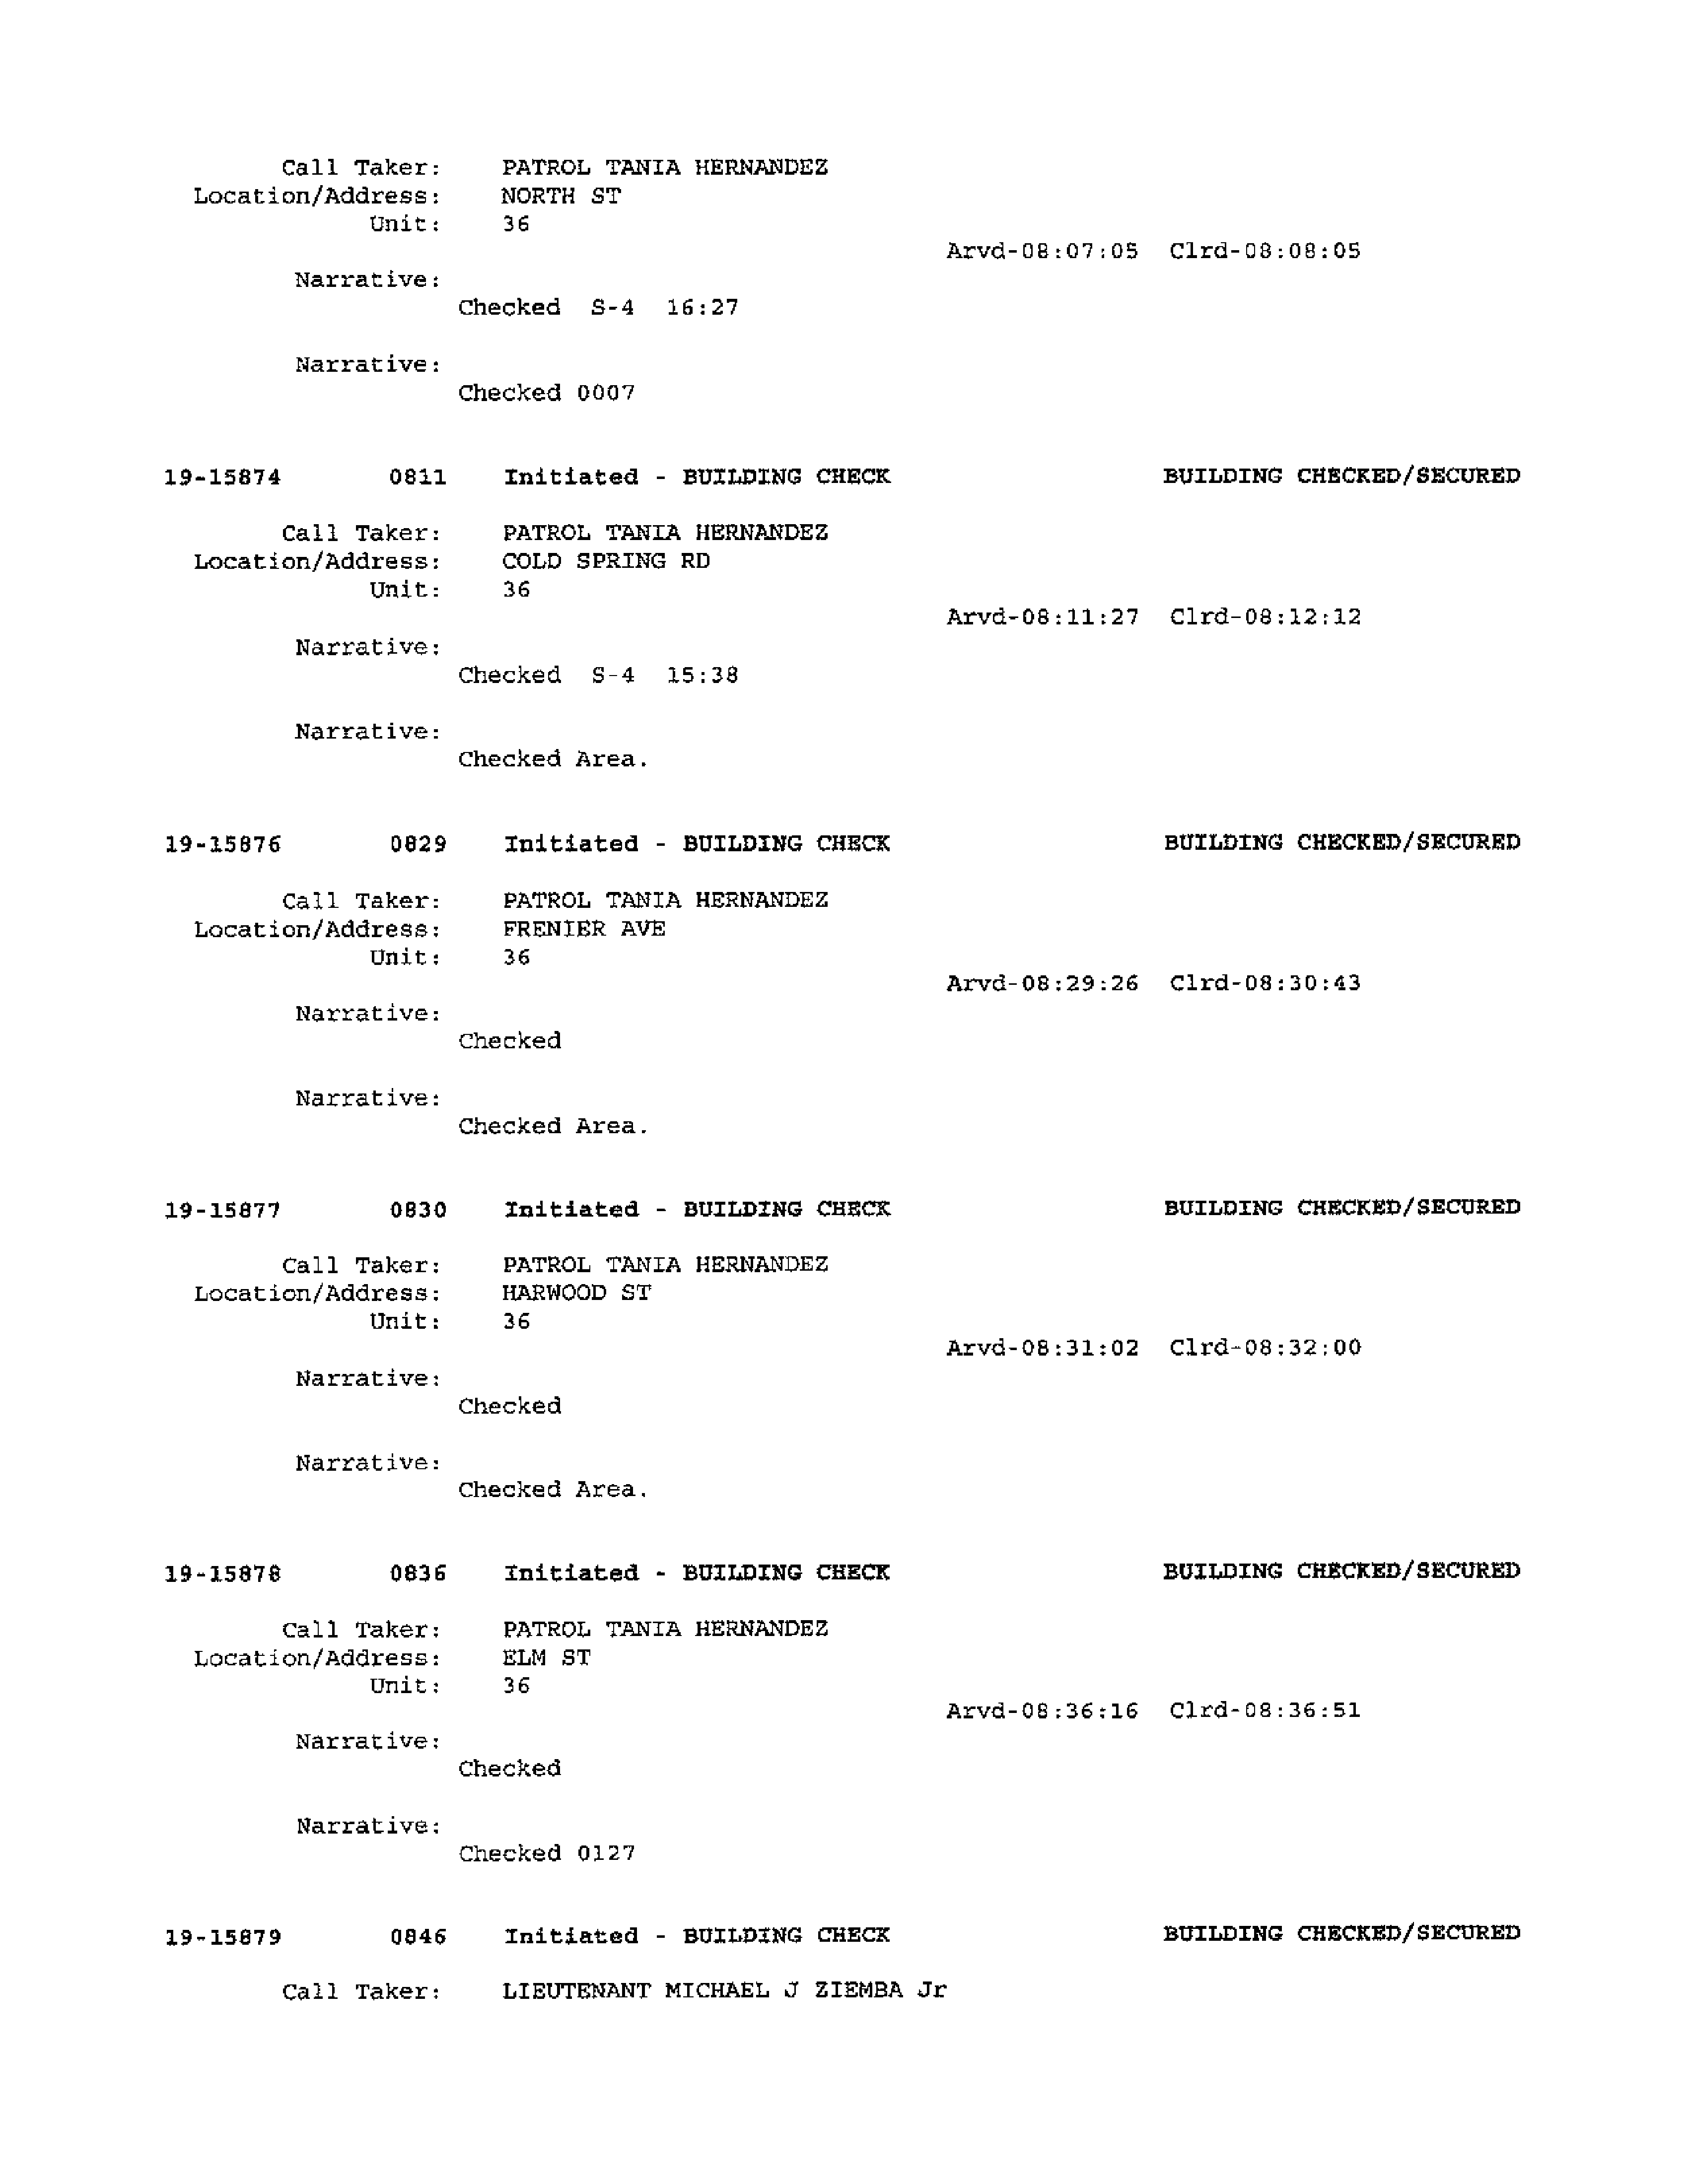 Call Taker: PATROL TANIA HERNANDEZ
Location/Address: NORTH ST
Unit: 36
Arvd-08:07:05 Clrd-08:08:05
Narrative:
Checked S-4 16:27
Narrative:
Checked 0007
19-15874 0811 Initiated - BUILDING CHECK BUILDING CHECKED/SECURED
Call Taker: PATROL TANIA HERNANDEZ
Location/Address: COLD SPRING RD
Unit: 36
Arvd-08:11:27 Clrd-08:12:12
Narrative:
Checked S-4 15:38
Narrative:
Checked Area.
19-15876 0829 Initiated - BUILDING CHECK BUILDING CHECKED/SECURED
Call Taker: PATROL TANIA HERNANDEZ
Location/Address: FRENIER AVE
Unit: 36
Arvd-08:29:26 Clrd-08:30:43
Narrative:
Checked
Narrative:
Checked Area.
19-15877 0830 Initiated - BUILDING CHECK BUILDING CHECKED/SECURED
Call Taker: PATROL TANIA HERNANDEZ
Location/Address: HARWOOD ST
Unit: 36
Arvd-08:31:02 Clrd-08:32:00
Narrative:
Checked
Narrative:
Checked Area.
19-15878 0836 Initiated - BUILDING CHECK BUILDING CHECKED/SECURED
Call Taker: PATROL TANIA HERNANDEZ
Location/Address: ELM ST
Unit: 36
Arvd-08:36:16 Clrd-08:36:51
Narrative:
Checked
Narrative:
Checked 0127
19-15879 0846 Initiated - BUILDING CHECK BUILDING CHECKED/SECURED
Call Taker: LIEUTENANT MICHAEL J ZIEMBA Jr